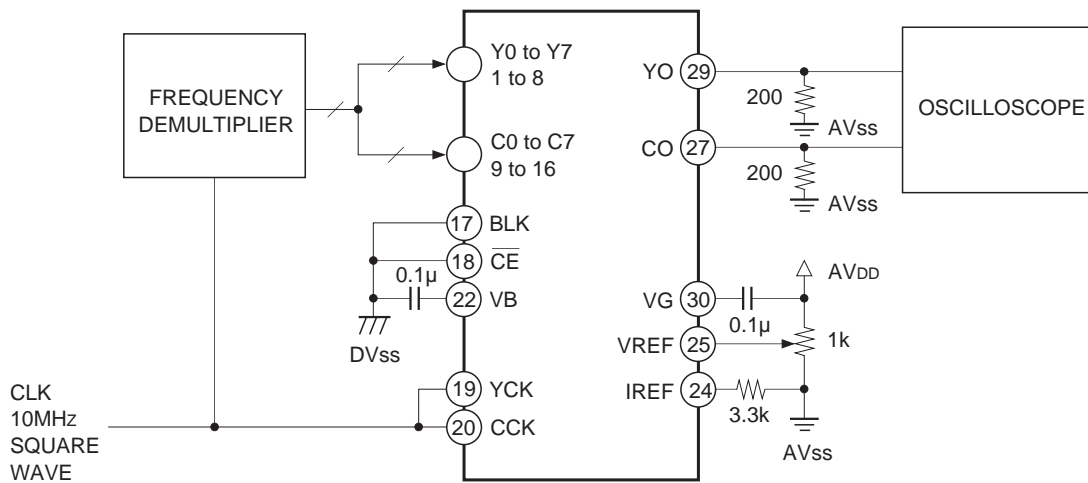 FREQUENCY
DEMULTIPLIER
Y0 to Y7
1 to 8
C0 to C7
9 to 16
17
BLK
18
CE
0.1µ
22
VB
DVss
19
YCK
20
CCK
CLK
10MHz
SQUARE
WAVE
YO
29
200
AVss
CO
27
200
AVss
OSCILLOSCOPE
AVDD
VG
30
0.1µ
VREF
25
1k
IREF
24
3.3k
AVss